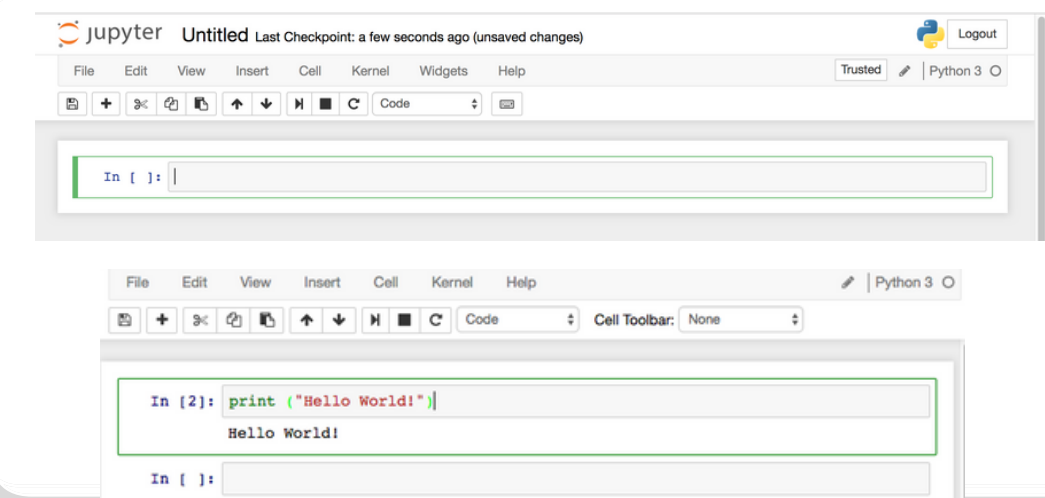 jupyter Untitled Last Checkpoint: a few seconds ago (unsaved changes) Logout
File Edit View Insert Cell Kernel Widgets Help Trusted Python 3
Code
In [ ]:
File Edit View Insert Cell Kernel Help Python 3
Code Cell Toolbar: None
In [2]: print ("Hello World!")
Hello World!
In [ ]: